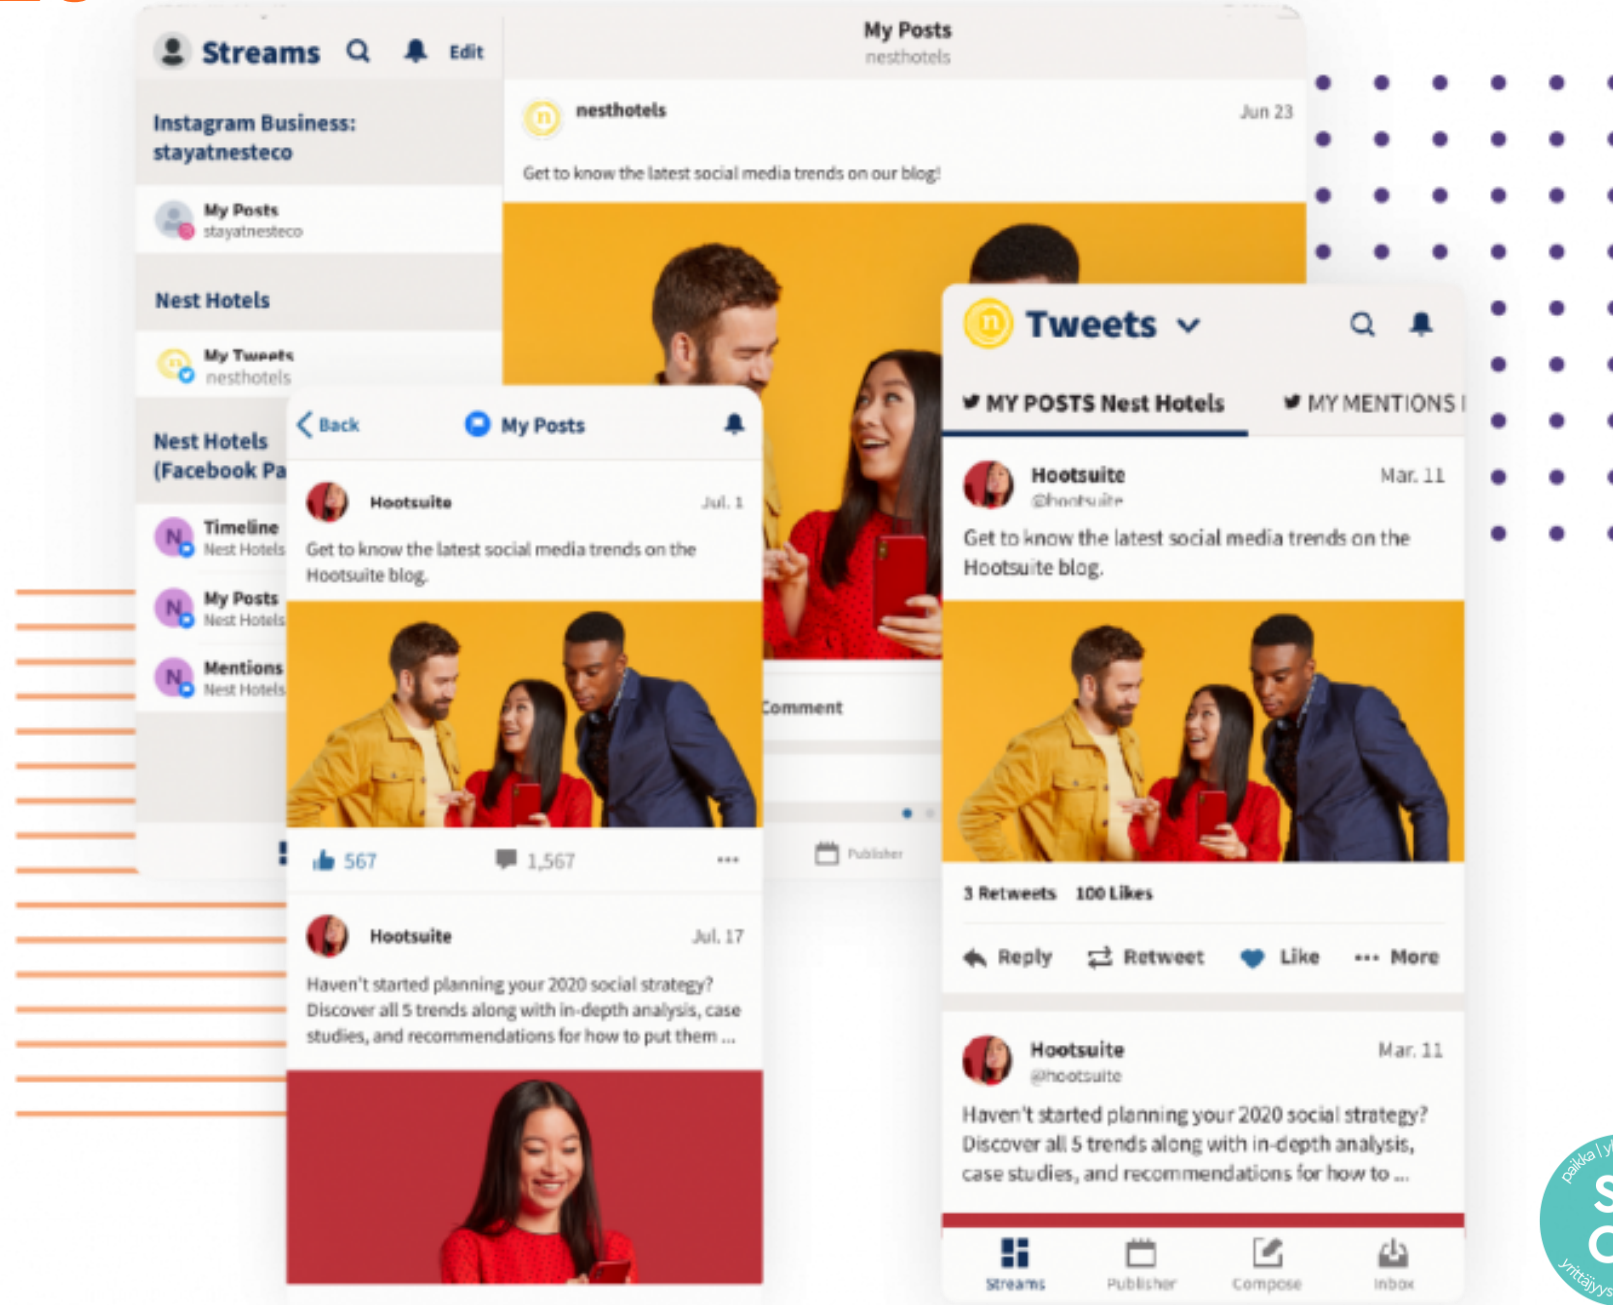 Streams
Edit
Instagram Business:
stayatnesteco
My Posts
stayatnesteco
Nest Hotels
My Tweets
nesthotels
Nest Hotels
(Facebook Pa
Timeline
Nest Hotels
My Posts
Nest Hotels
Mentions
Nest Hotels
My Posts
nesthotels
n
nesthotels
Jun 23
Get to know the latest social media trends on our blog!
Comment
Publisher
Back
My Posts
Hootsuite
Jul. 1
Get to know the latest social media trends on the
Hootsuite blog.
567
1,567
Hootsuite
Jul. 17
Haven't started planning your 2020 social strategy?
Discover all 5 trends along with in-depth analysis, case
studies, and recommendations for how to put them ...
n
Tweets
MY POSTS Nest Hotels
MY MENTIONS
Hootsuite
@hootsuite
Mar. 11
Get to know the latest social media trends on the
Hootsuite blog.
3 Retweets 100 Likes
Reply Retweet Like More
Hootsuite
@hootsuite
Mar. 11
Haven't started planning your 2020 social strategy?
Discover all 5 trends along with in-depth analysis,
case studies, and recommendations for how to ...
Streams Publisher Compose Inbox
paikka